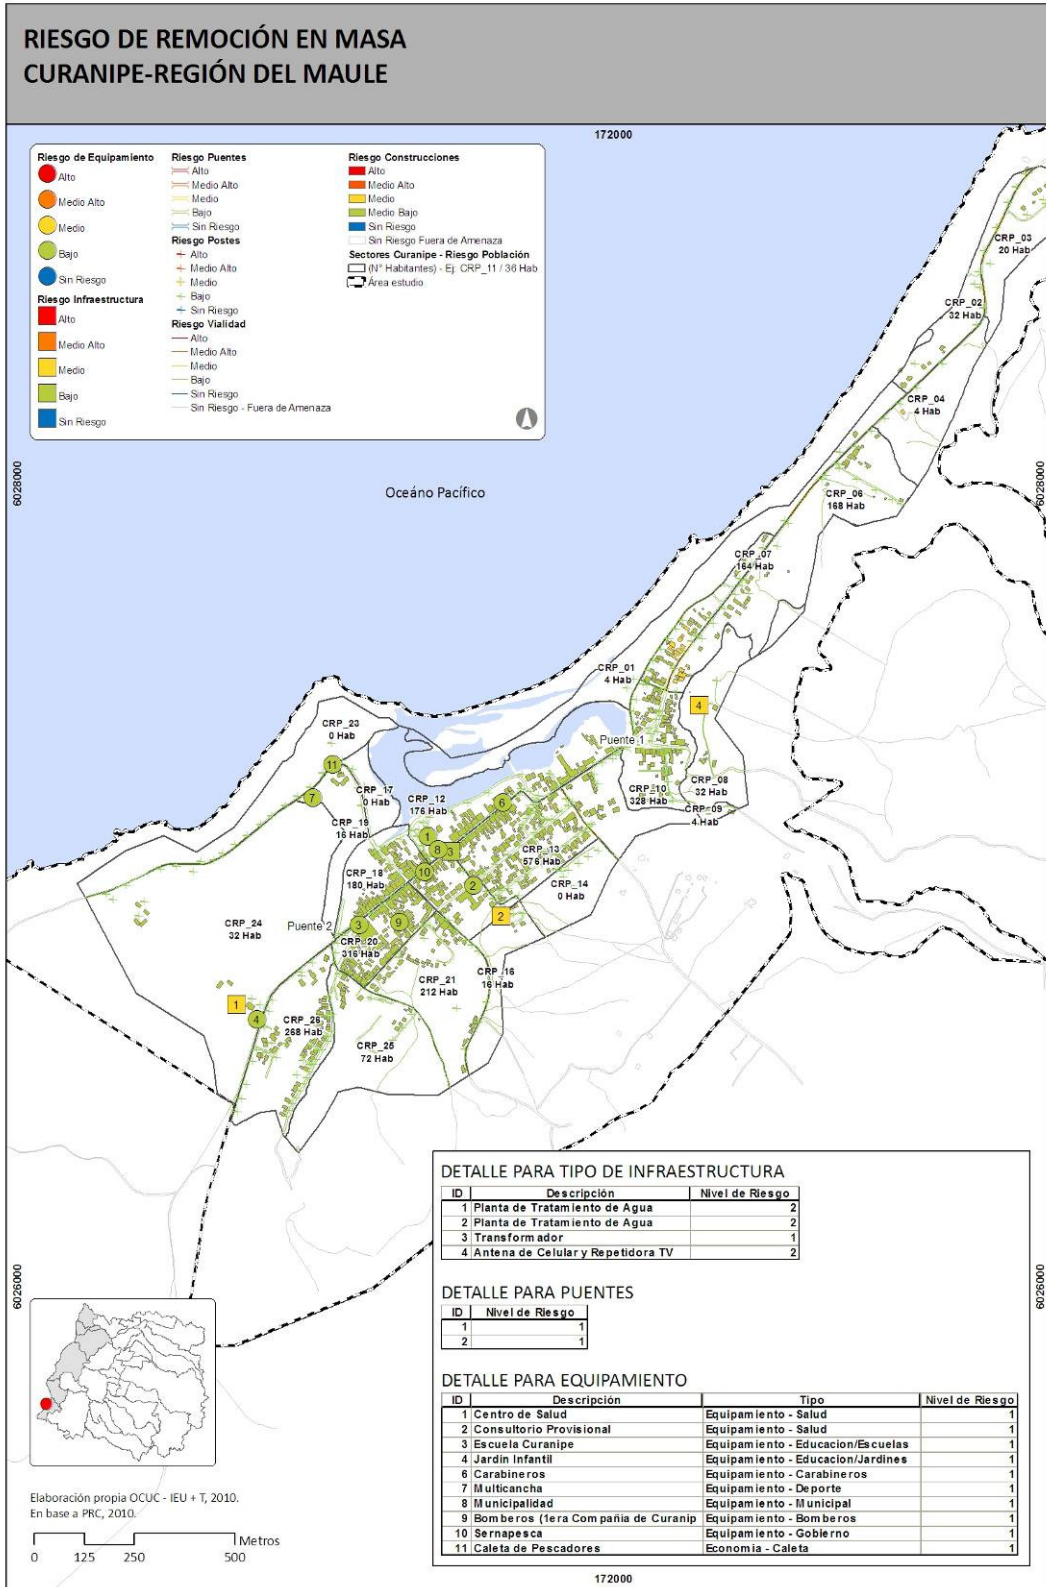 RIESGO DE REMOCIÓN EN MASA
CURANIPE-REGIÓN DEL MAULE
172000
Riesgo de Equipamiento
Alto
Medio Alto
Medio
Bajo
Sin Riesgo
Riesgo Infraestructura
Alto
Medio Alto
Medio
Bajo
Sin Riesgo
Riesgo Puentes
Alto
Medio Alto
Medio
Bajo
Sin Riesgo
Riesgo Postes
Alto
Medio Alto
Medio
Bajo
Sin Riesgo
Riesgo Vialidad
Alto
Medio Alto
Medio
Bajo
Sin Riesgo
Sin Riesgo - Fuera de Amenaza
Riesgo Construcciones
Alto
Medio Alto
Medio
Medio Bajo
Sin Riesgo
Sin Riesgo Fuera de Amenaza
Sectores Curanipe - Riesgo Población
(N° Habitantes) - Ej: CRP_11 / 36 Hab
Área estudio
CRP_03
20 Hab
CRP_02
32 Hab
CRP_04
4 Hab
6028000
Oceáno Pacífico
6028000
CRP_06
168 Hab
CRP_07
164 Hab
CRP_01
4 Hab
4
CRP_23
0 Hab
Puente 1
11
CRP_17
0 Hab
CRP_08
32 Hab
CRP_10
328 Hab
7
CRP_12
176 Hab
6
CRP_09
4 Hab
CRP_19
16 Hab
1
8
3
CRP_13
576 Hab
CRP_18
180 Hab
10
2
CRP_14
0 Hab
2
CRP_24
32 Hab
Puente 2
3
9
CRP_20
316 Hab
CRP_21
212 Hab
CRP_16
16 Hab
1
4
CRP_26
268 Hab
CRP_25
72 Hab
DETALLE PARA TIPO DE INFRAESTRUCTURA
ID Descripción Nivel de Riesgo
1 Planta de Tratamiento de Agua 2
2 Planta de Tratamiento de Agua 2
3 Transformador 1
4 Antena de Celular y Repetidora TV 2
6026000
6026000
DETALLE PARA PUENTES
ID Nivel de Riesgo
1 1
2 1
DETALLE PARA EQUIPAMIENTO
ID Descripción Tipo Nivel de Riesgo
1 Centro de Salud Equipamiento - Salud 1
2 Consultorio Provisional Equipamiento - Salud 1
3 Escuela Curanipe Equipamiento - Educacion/Escuelas 1
4 Jardín Infantil Equipamiento - Educacion/Jardines 1
6 Carabineros Equipamiento - Carabineros 1
7 Multicancha Equipamiento - Deporte 1
8 Municipalidad Equipamiento - Municipal 1
9 Bomberos (1era Compañia de Curanip Equipamiento - Bomberos 1
10 Sernapesca Equipamiento - Gobierno 1
11 Caleta de Pescadores Economia - Caleta 1
Elaboración propia OCUC - IEU + T, 2010.
En base a PRC, 2010.
Metros
0 125 250 500
172000